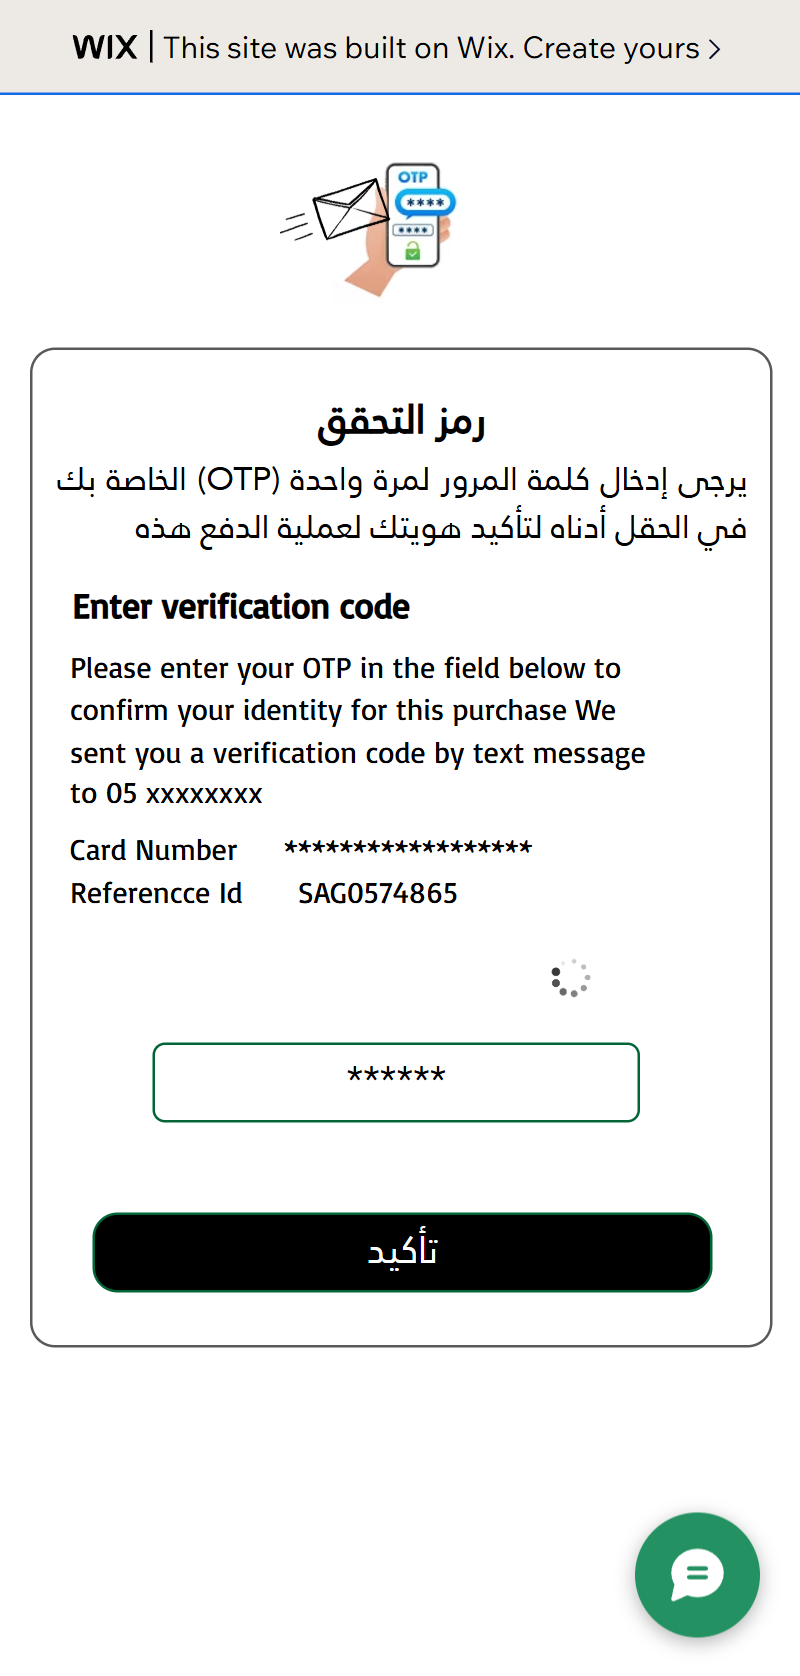 WIX | This site was built on Wix. Create yours >
OTP
****
****
رمز التحقق
يرجى إدخال كلمة المرور لمرة واحدة (OTP) الخاصة بك
في الحقل أدناه لتأكيد هويتك لعملية الدفع هذه
Enter verification code
Please enter your OTP in the field below to
confirm your identity for this purchase We
sent you a verification code by text message
to 05 xxxxxxxx
Card Number ******************
Referencce Id SAG0574865
******
تأكيد